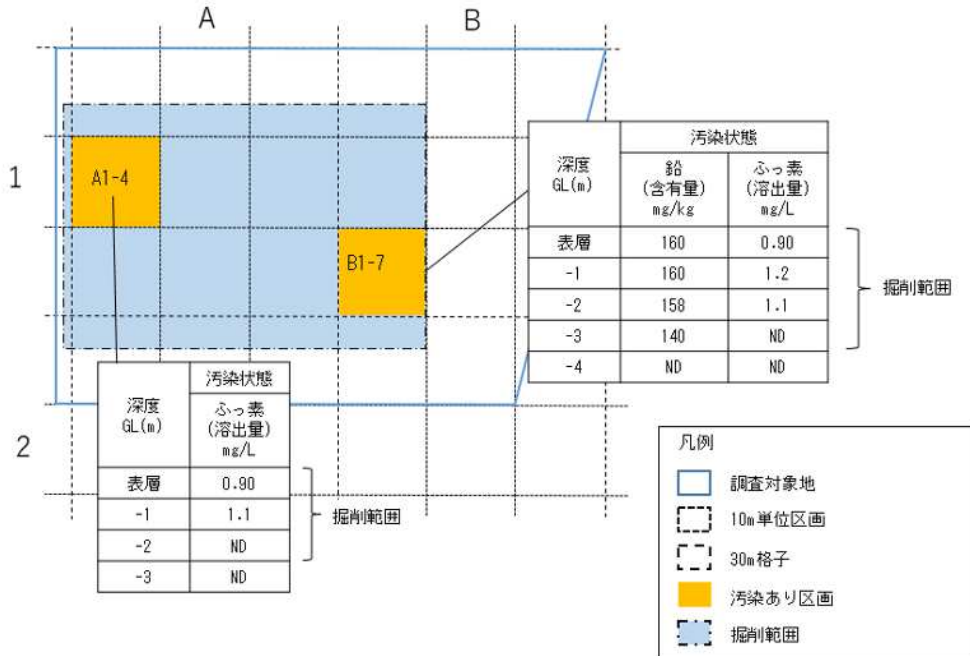 A
B
1
2
A1-4
B1-7
深度
GL(m)
汚染状態
鉛
(含有量)
mg/kg
ふっ素
(溶出量)
mg/L
表層 160 0.90
-1 160 1.2
-2 158 1.1
-3 140 ND
-4 ND ND
掘削範囲
深度
GL(m)
汚染状態
ふっ素
(溶出量)
mg/L
表層 0.90
-1 1.1
-2 ND
-3 ND
掘削範囲
凡例
調査対象地
10m単位区画
30m格子
汚染あり区画
掘削範囲